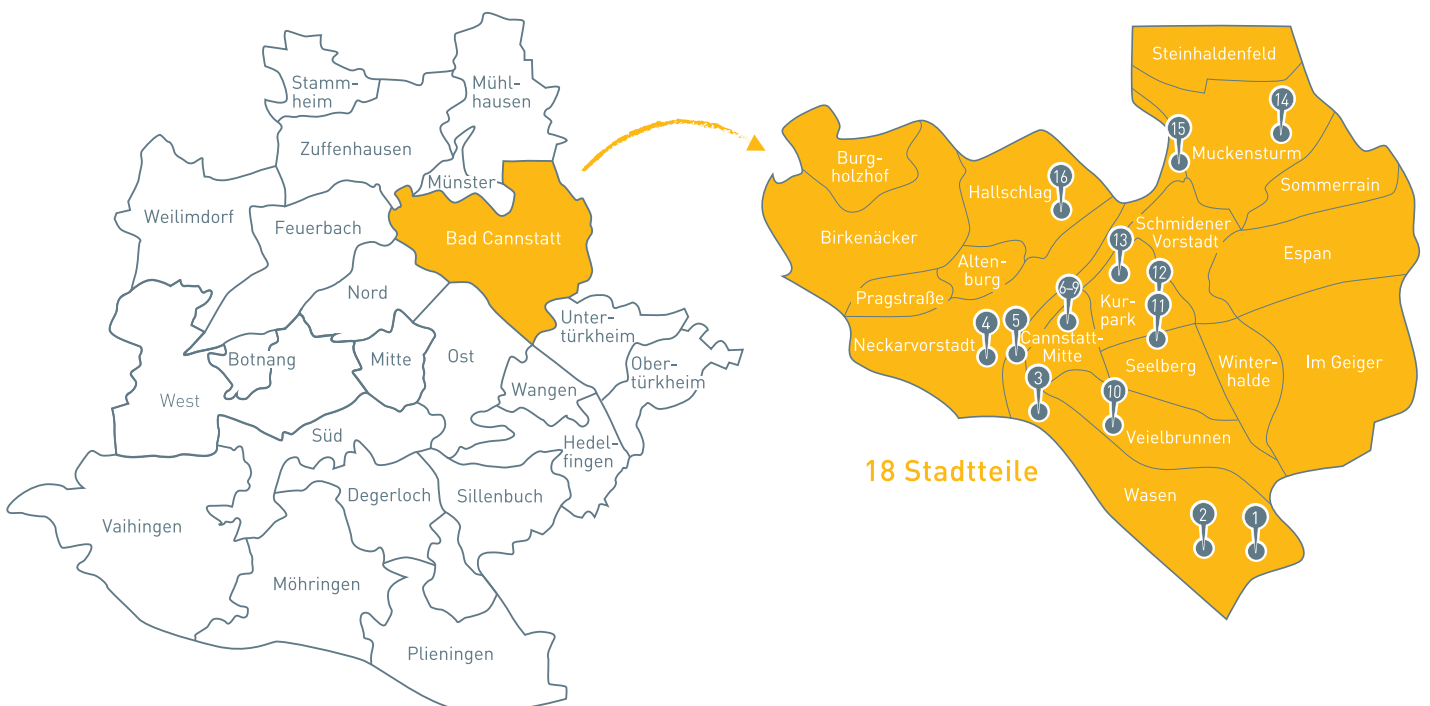 Stamm-
heim
Mühl-
hausen
Zuffenhausen
Münster
Weilimdorf
Feuerbach
Bad Cannstatt
Nord
Unter-
türkheim
Botnang
Mitte
Ost
Ober-
türkheim
Wangen
West
Süd
Hedel-
fingen
Degerloch
Sillenbuch
Vaihingen
Möhringen
Plieningen
Steinhaldenfeld
14
15
Muckensturm
Burg-
holzhof
16
Hallschlag
Sommerrain
Schmidener
Vorstadt
Birkenäcker
13
Espan
Alten-
burg
12
6-9
Pragstraße
Kur-
park
11
4
5
Neckarvorstadt
Cannstatt-
Mitte
Seelberg
Winter-
halde
Im Geiger
3
10
Veielbrunnen
18 Stadtteile
Wasen
2
1